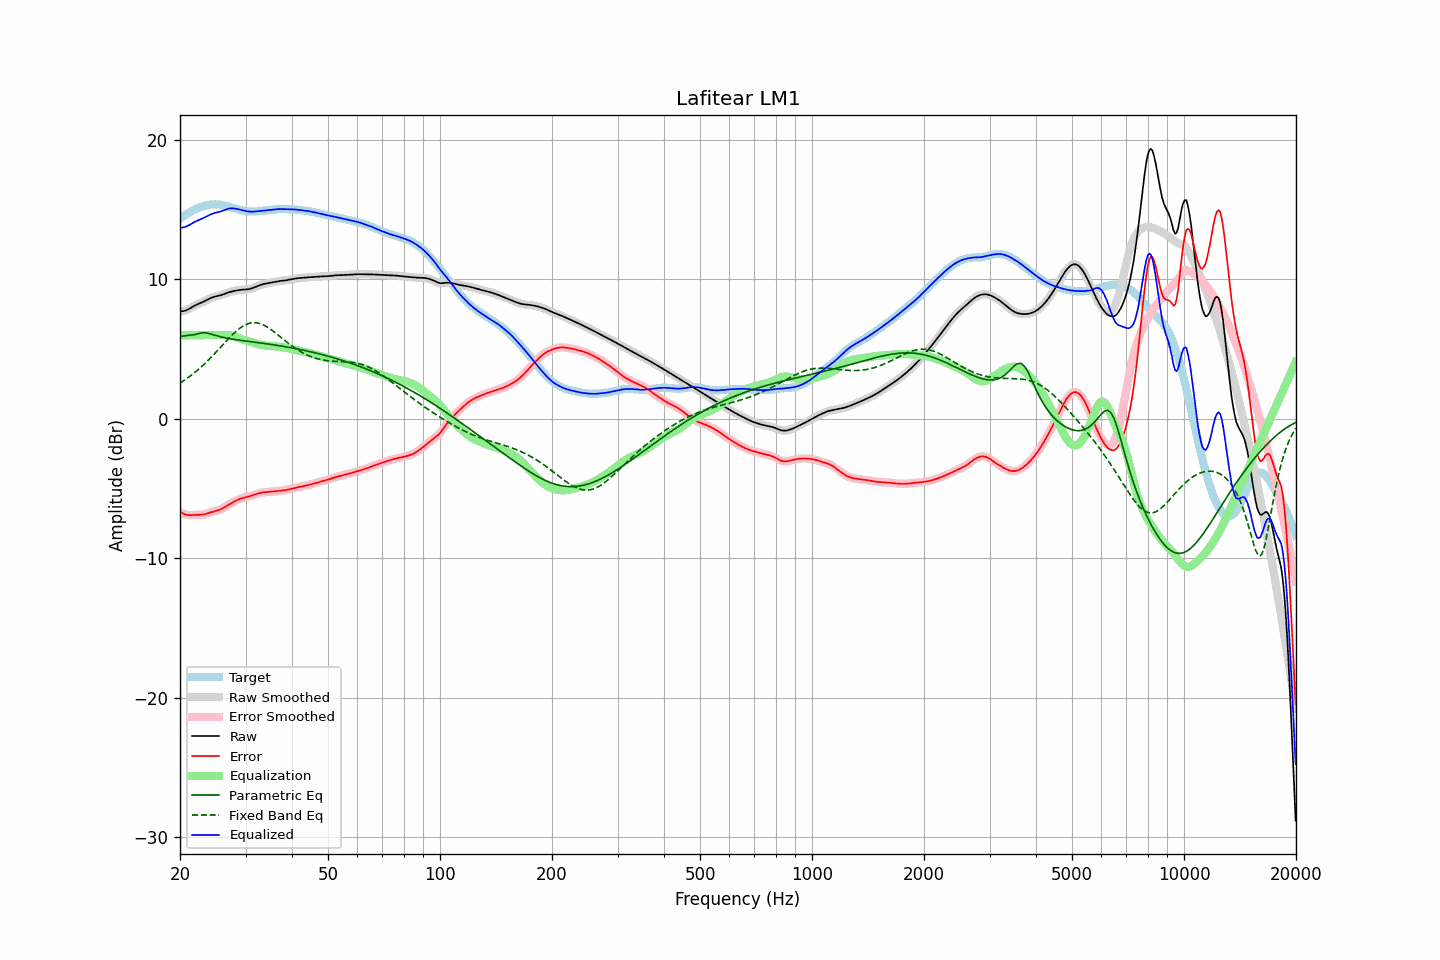 Lafitear LM1
Amplitude (dBr)
20
10
0
−10
−20
−30
Target
Raw Smoothed
Error Smoothed
Raw
Error
Equalization
Parametric Eq
Fixed Band Eq
Equalized
20 50 100 200 500 1000 2000 5000 10000 20000
Frequency (Hz)